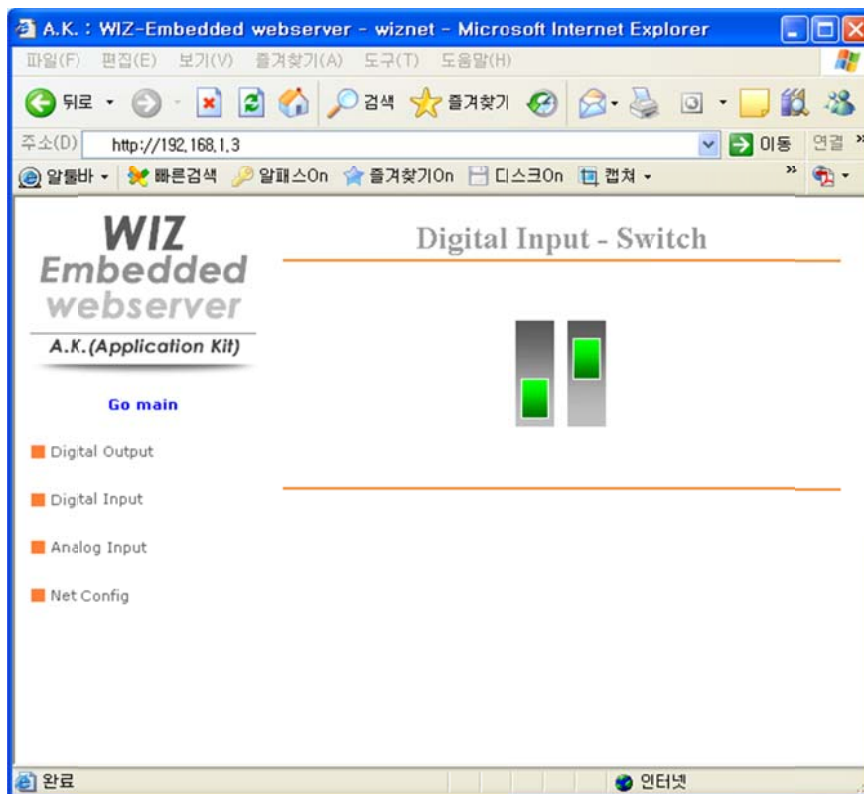 A.K. : WIZ-Embedded webserver - wiznet - Microsoft Internet Explorer
파일(F) 편집(E) 보기(V) 즐겨찾기(A) 도구(T) 도움말(H)
뒤로 검색 즐겨찾기
주소(D) http://192.168.1.3 이동 연결 »
알툴바 빠른검색 알패스On 즐겨찾기On 디스크On 캡쳐 »
WIZ
Embedded
webserver
A.K.(Application Kit)
Go main
Digital Output
Digital Input
Analog Input
Net Config
Digital Input - Switch
완료 인터넷